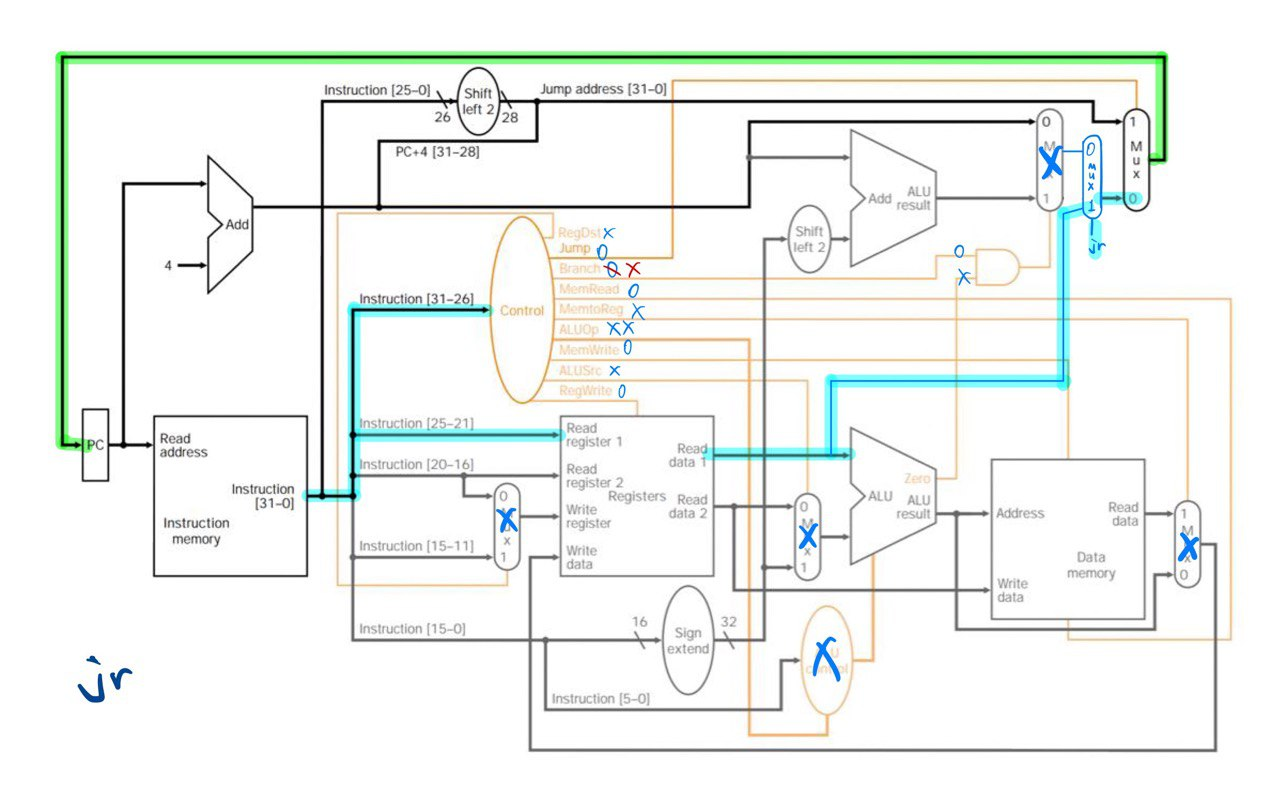 Instruction [25–0]
26
Shift left 2
28
Jump address [31–0]
PC+4 [31–28]
Add
4
0
M
1
0
mux
1
jr
1
Mux
0
Add
ALU result
Shift left 2
RegDst x
Jump 0
Branch 0 x
MemRead 0
MemtoReg x
ALUOp xx
MemWrite 0
ALUSrc x
RegWrite 0
0
x
Control
Instruction [31–26]
PC
Read address
Instruction [31-0]
Instruction memory
Instruction [25–21]
Instruction [20–16]
Instruction [15–11]
Instruction [15–0]
Instruction [5–0]
0
X
ux
1
Read register 1
Read register 2
Write register
Write data
Registers
Read data 1
Read data 2
0
M
X
x
1
Zero
ALU
ALU result
Address
Write data
Read data
Data memory
1
M
X
x
0
16
Sign extend
32
X
jr